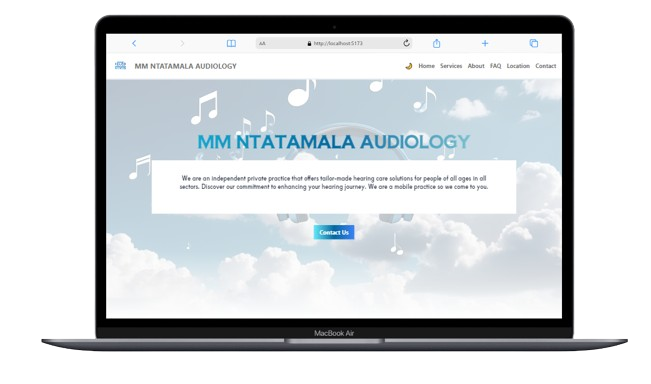 AA
http://localhost:5173
MM NTATAMALA AUDIOLOGY
Home Services About FAQ Location Contact
MM NTATAMALA AUDIOLOGY
We are an independent private practice that offers tailor-made hearing care solutions for people of all ages in all
sectors. Discover our commitment to enhancing your hearing journey. We are a mobile practice so we come to you.
Contact Us
MacBook Air